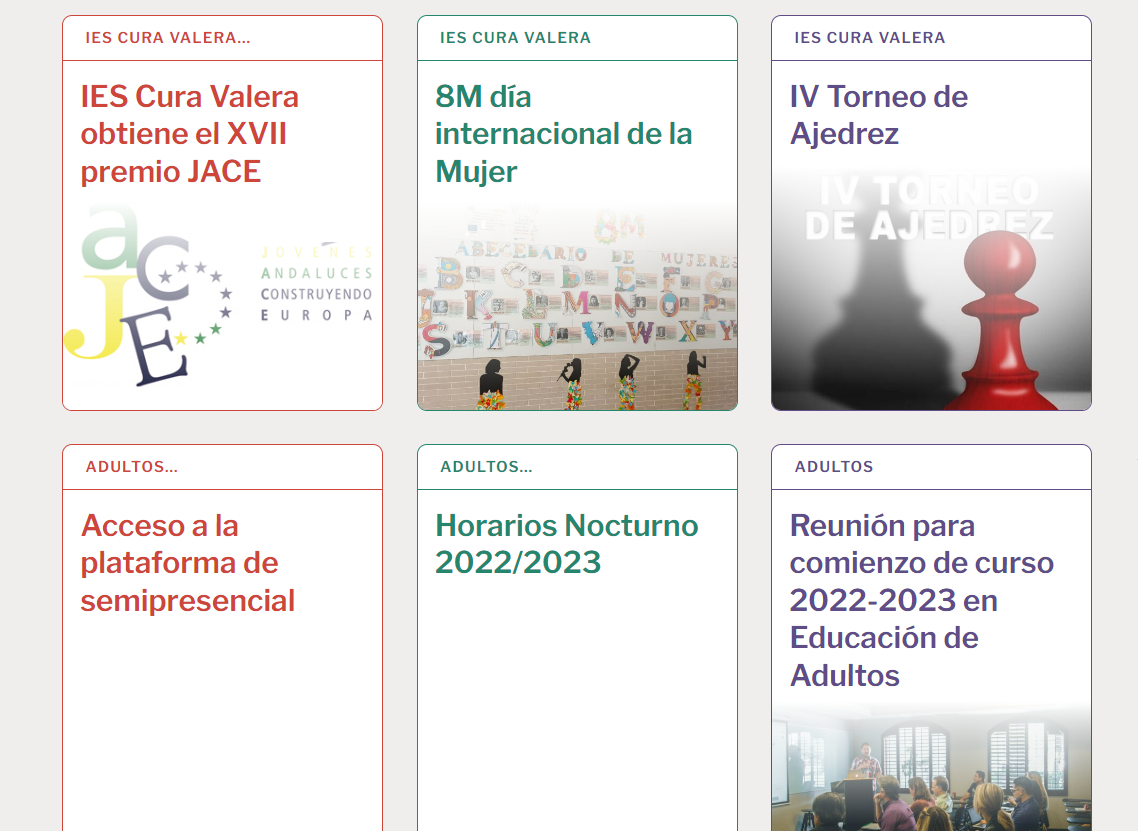 IES CURA VALERA...
IES Cura Valera
obtiene el XVII
premio JACE
aCJE
JOVENES
ANDALUCES
CONSTRUYENDO
EUROPA
IES CURA VALERA
8M día
internacional de la
Mujer
8M
ABECEDARIO DE MUJERES
B C D E F G
J K L M N O P
S T U V W X Y
IES CURA VALERA
IV Torneo de
Ajedrez
IV TORNEO
DE AJEDREZ
ADULTOS...
Acceso a la
plataforma de
semipresencial
ADULTOS...
Horarios Nocturno
2022/2023
ADULTOS
Reunión para
comienzo de curso
2022-2023 en
Educación de
Adultos